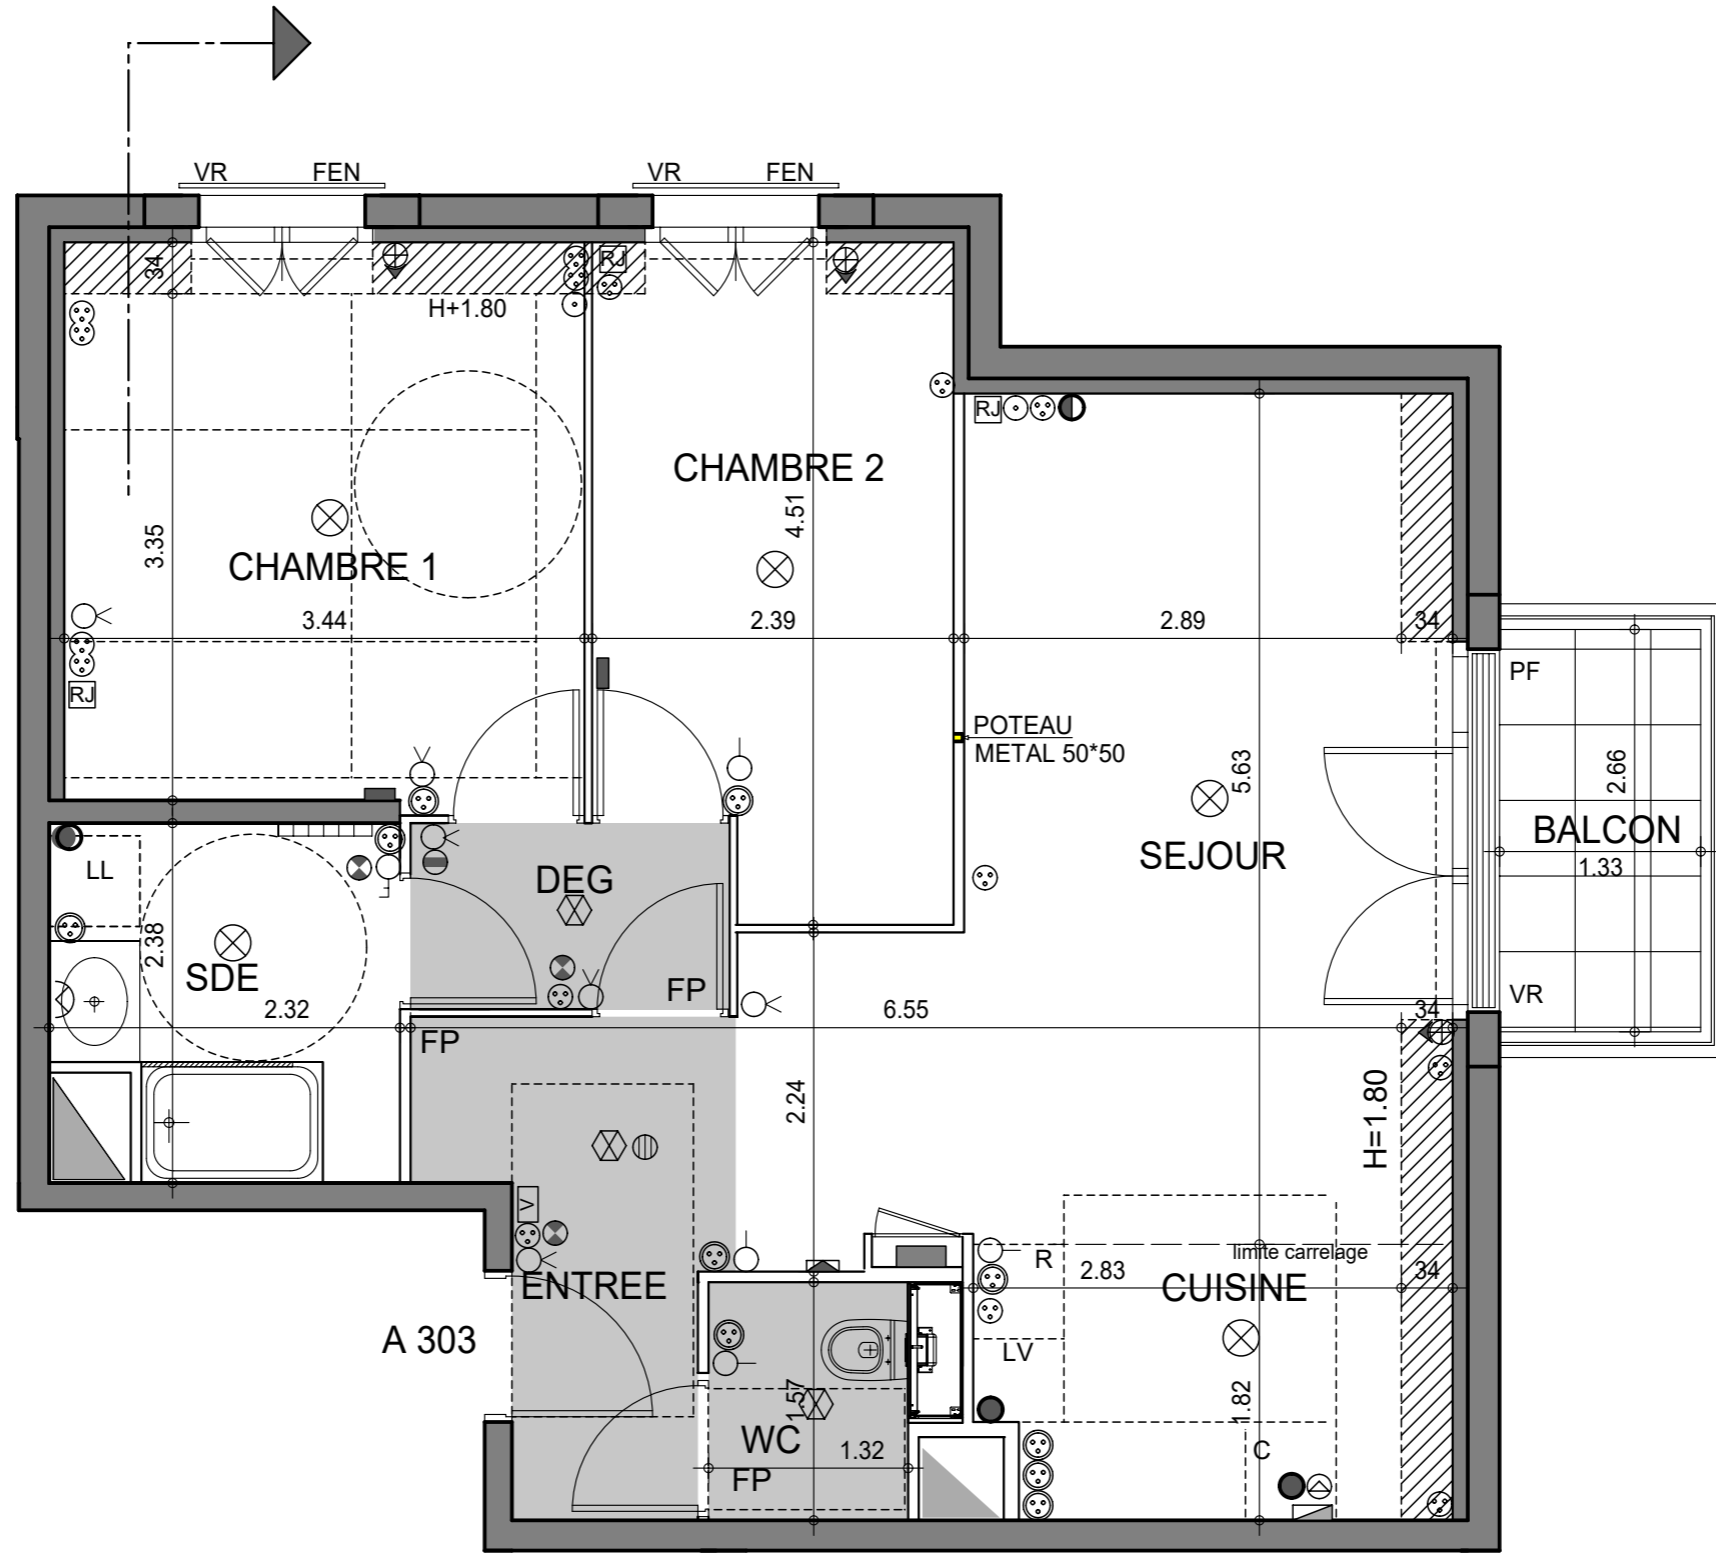 VR FEN VR FEN
34
RJ
H+1.80
RJ
CHAMBRE 2
4.51
3.35
CHAMBRE 1
3.44 2.39 2.89 34
PF
RJ
POTEAU
METAL 50*50
5.63
2.66
SEJOUR
BALCON
1.33
LL
DEG
2.38
SDE
FP
VR
2.32
6.55
34
FP
2.24
H=1.80
V
limite carrelage
R
2.83
34
ENTREE
CUISINE
A 303
LV
1.57
1.82
WC
1.32
C
FP